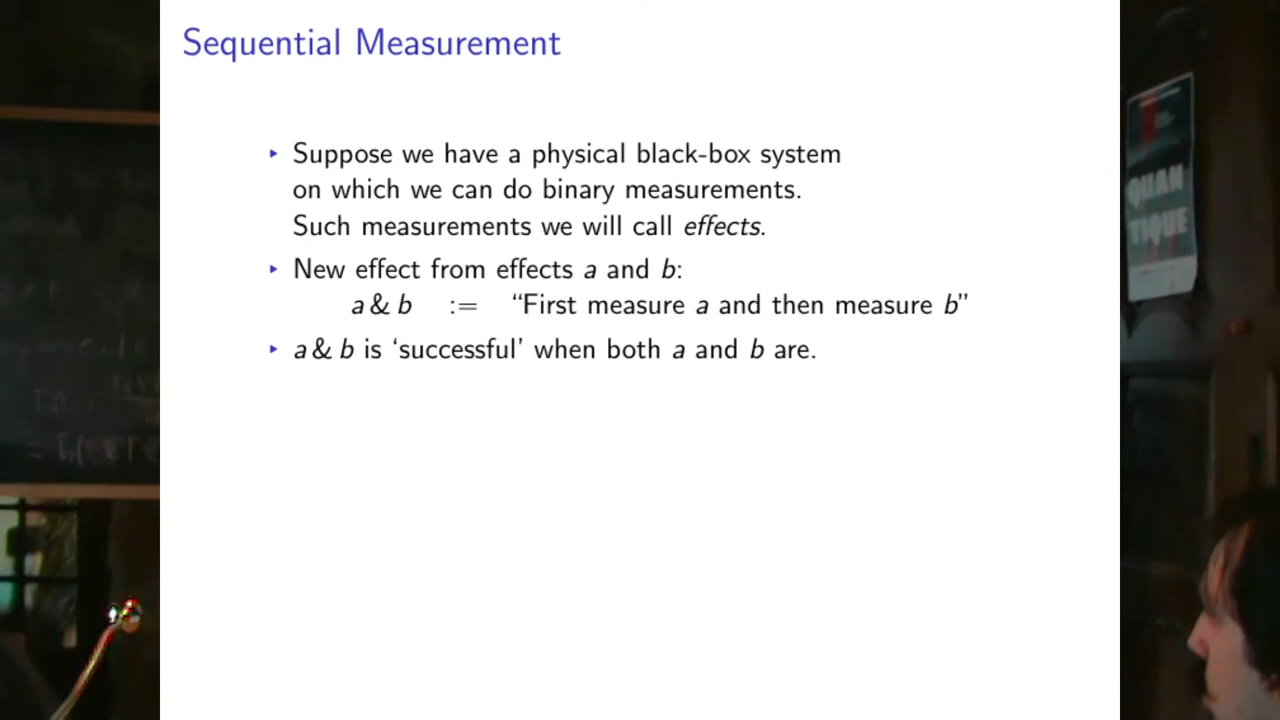 Sequential Measurement
‣ Suppose we have a physical black-box system
on which we can do binary measurements.
Such measurements we will call effects.
‣ New effect from effects a and b:
a & b := “First measure a and then measure b”
‣ a & b is ‘successful’ when both a and b are.
QUAN
TIQUE